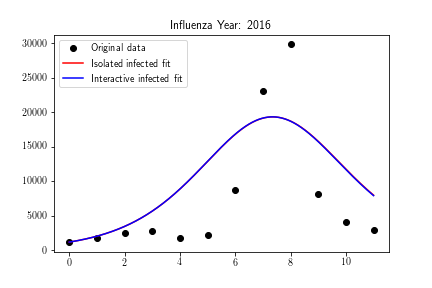 Influenza Year: 2016
30000
25000
20000
15000
10000
5000
0
Original data
Isolated infected fit
Interactive infected fit
0 2 4 6 8 10